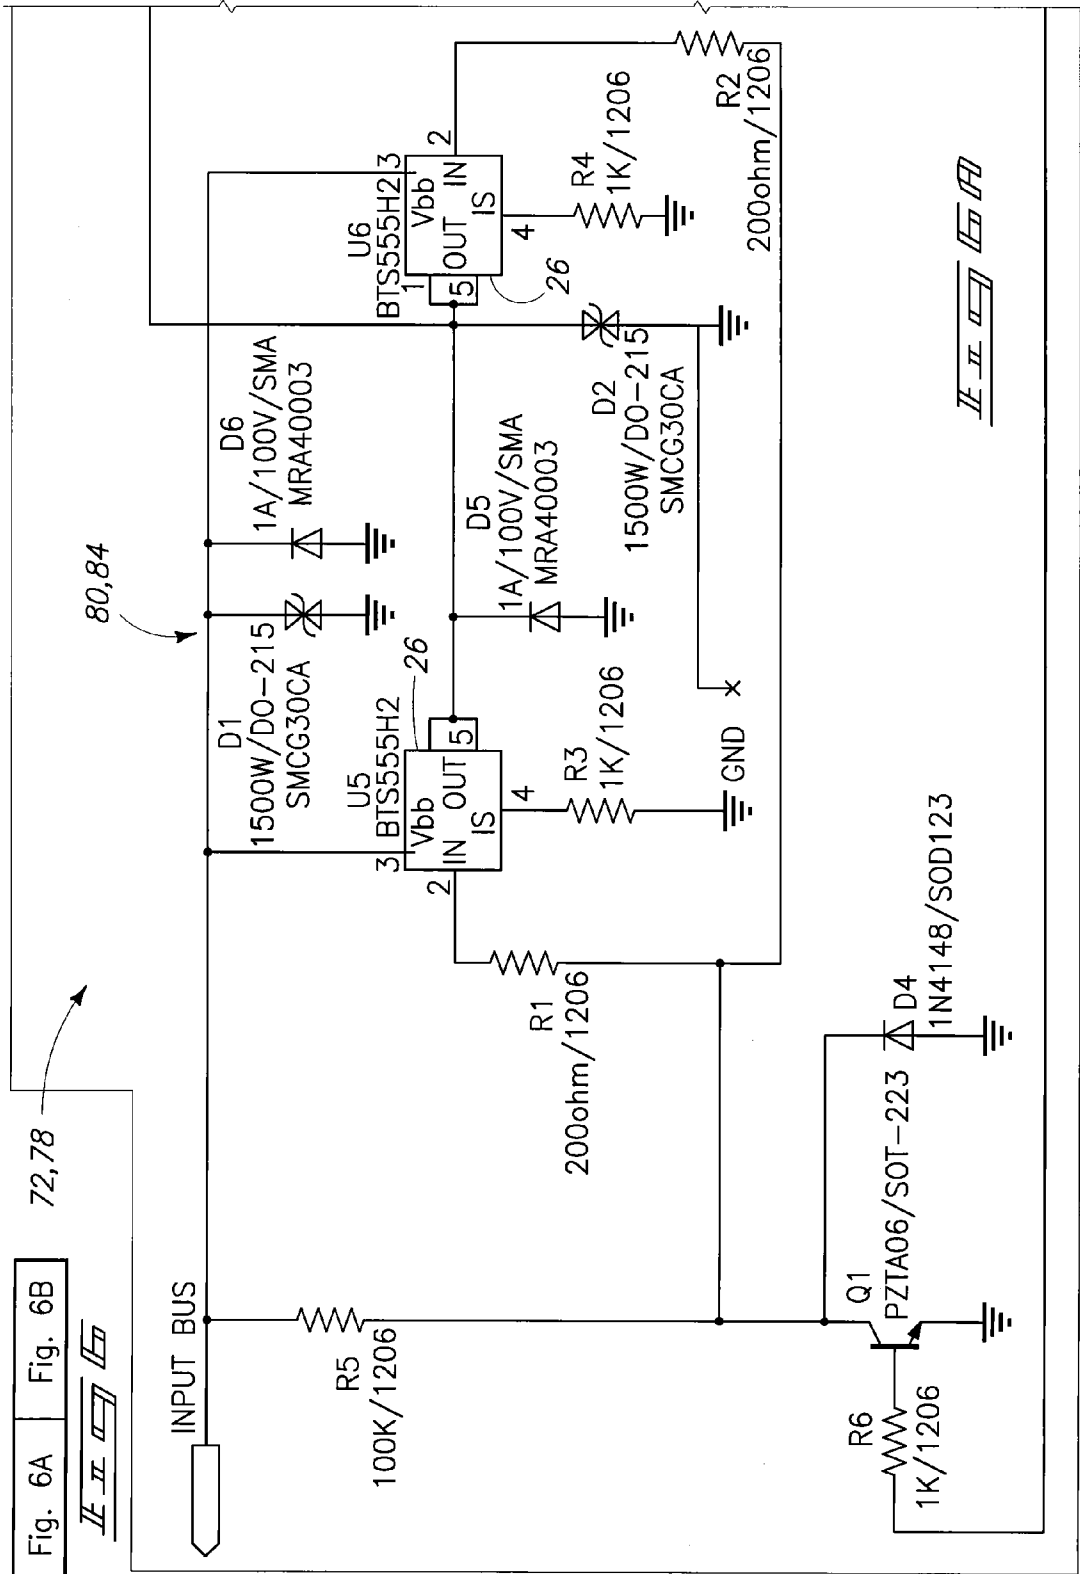 Fig. 6A Fig. 6B
Fig 6
72,78
80,84
INPUT BUS
D1
1500W/DO-215
SMCG30CA
D6
1A/100V/SMA
MRA40003
R5
100K/1206
U5
BTS555H2
3
Vbb
2
IN
OUT
5
IS
4
26
R3
1K/1206
GND
D5
1A/100V/SMA
MRA40003
U6
BTS555H2
3
1
Vbb
OUT
IN
2
5
IS
4
26
R4
1K/1206
R2
200ohm/1206
D2
1500W/DO-215
SMCG30CA
R1
200ohm/1206
Q1
PZTA06/SOT-223
D4
1N4148/SOD123
R6
1K/1206
Fig 6A